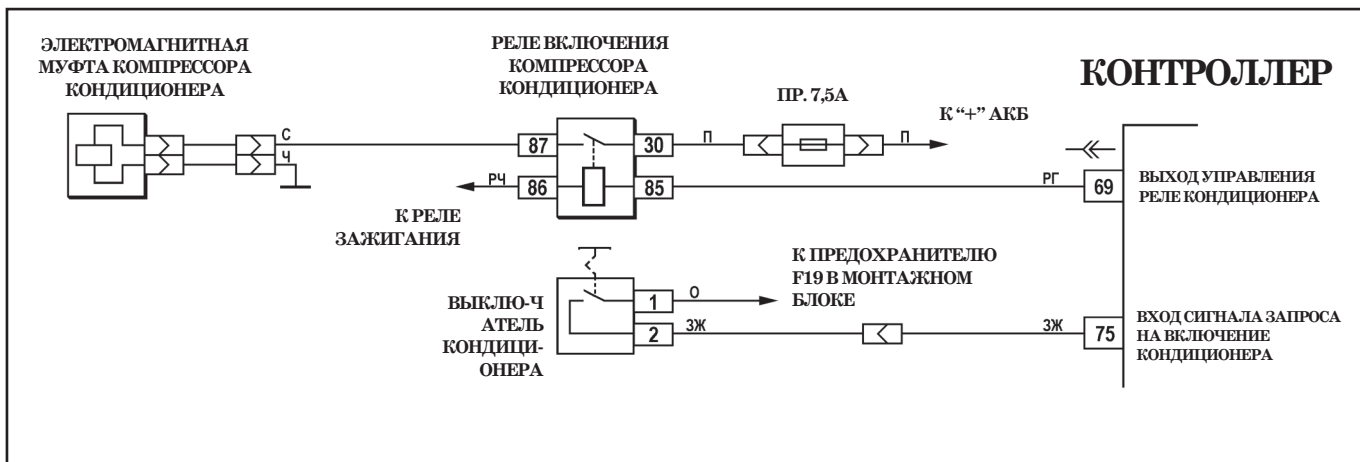 ЭЛЕКТРОМАГНИТНАЯ
МУФТА КОМПРЕССОРА
КОНДИЦИОНЕРА
РЕЛЕ ВКЛЮЧЕНИЯ
КОМПРЕССОРА
КОНДИЦИОНЕРА
ПР. 7,5А
К “+” АКБ
КОНТРОЛЛЕР
С
Ч
87
30
П
П
РЧ
86
85
РГ
69
ВЫХОД УПРАВЛЕНИЯ
РЕЛЕ КОНДИЦИОНЕРА
К РЕЛЕ
ЗАЖИГАНИЯ
К ПРЕДОХРАНИТЕЛЮ
F19 В МОНТАЖНОМ
БЛОКЕ
ВЫКЛЮ-Ч
АТЕЛЬ
КОНДИЦИ-
ОНЕРА
1
О
2
ЗЖ
ЗЖ
75
ВХОД СИГНАЛА ЗАПРОСА
НА ВКЛЮЧЕНИЕ
КОНДИЦИОНЕРА